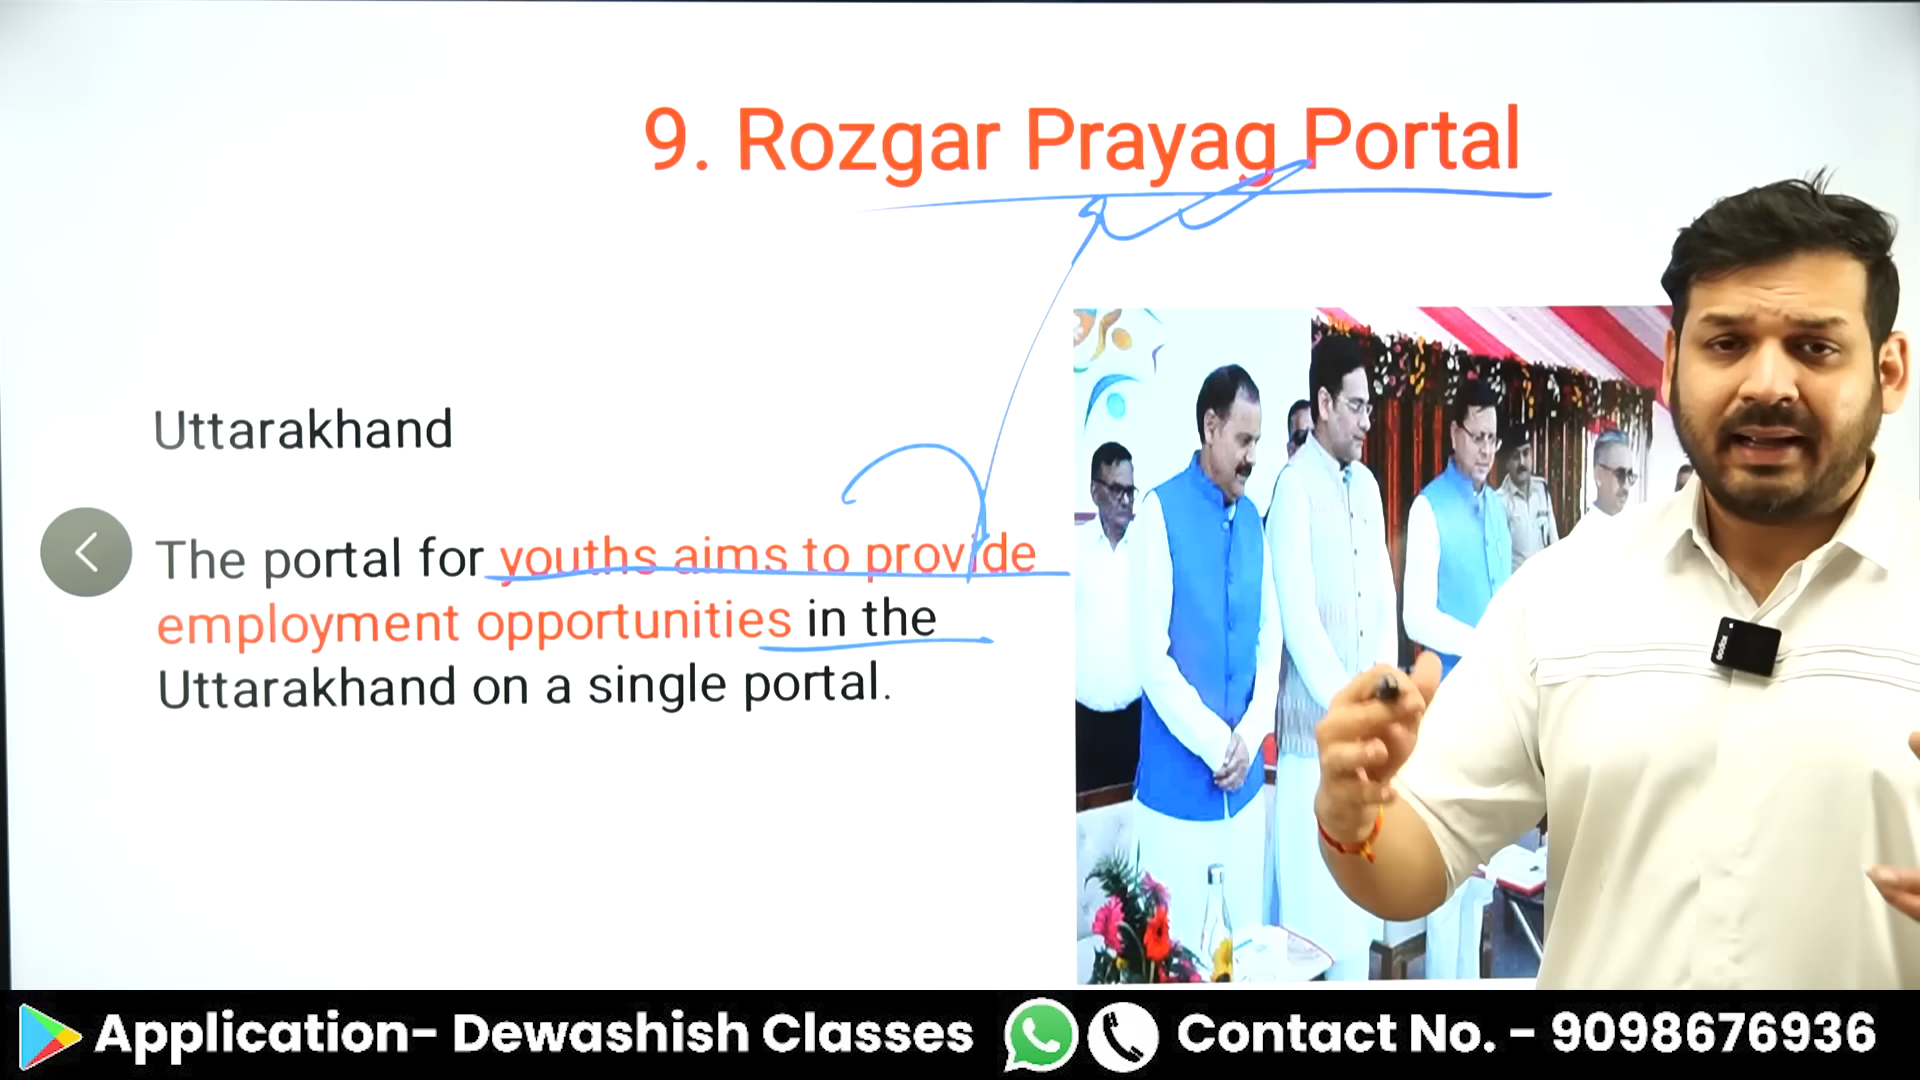 9. Rozgar Prayag Portal
Uttarakhand
The portal for youths aims to provide
employment opportunities in the
Uttarakhand on a single portal.
Application- Dewashish Classes
Contact No. - 9098676936